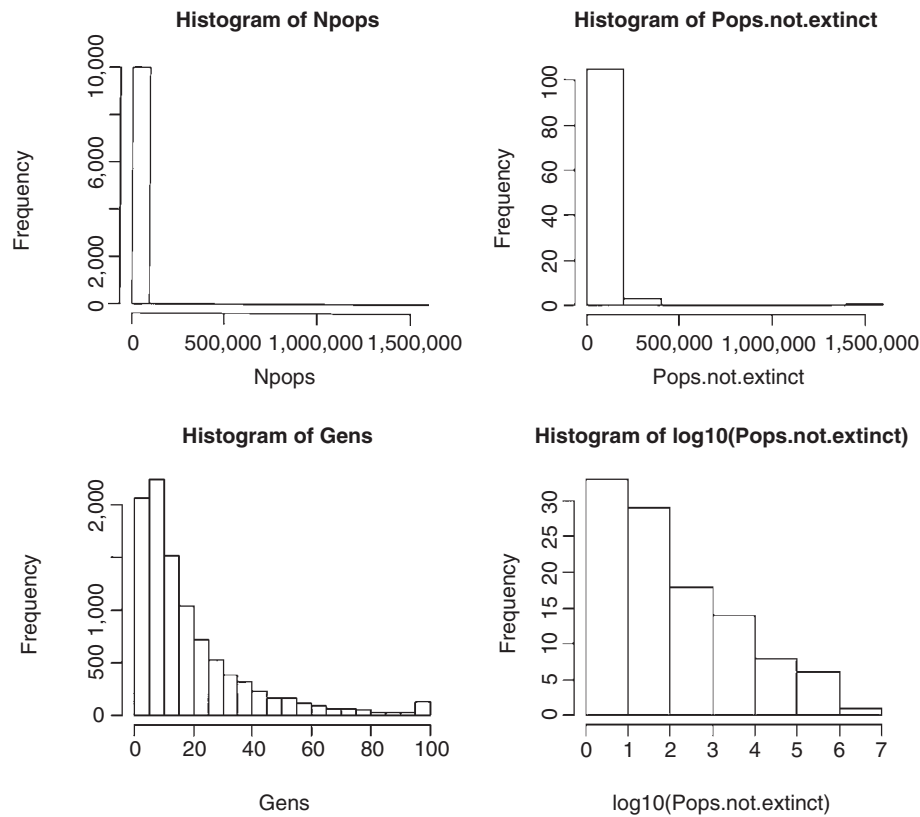 Histogram of Npops
Frequency
10,000
6,000
2,000
0
0 500,000 1,000,000 1,500,000
Npops
Histogram of Pops.not.extinct
Frequency
100
80
60
40
20
0
0 500,000 1,000,000 1,500,000
Pops.not.extinct
Histogram of Gens
Frequency
2,000
1,000
500
0
0 20 40 60 80 100
Gens
Histogram of log10(Pops.not.extinct)
Frequency
30
25
20
15
10
5
0
0 1 2 3 4 5 6 7
log10(Pops.not.extinct)